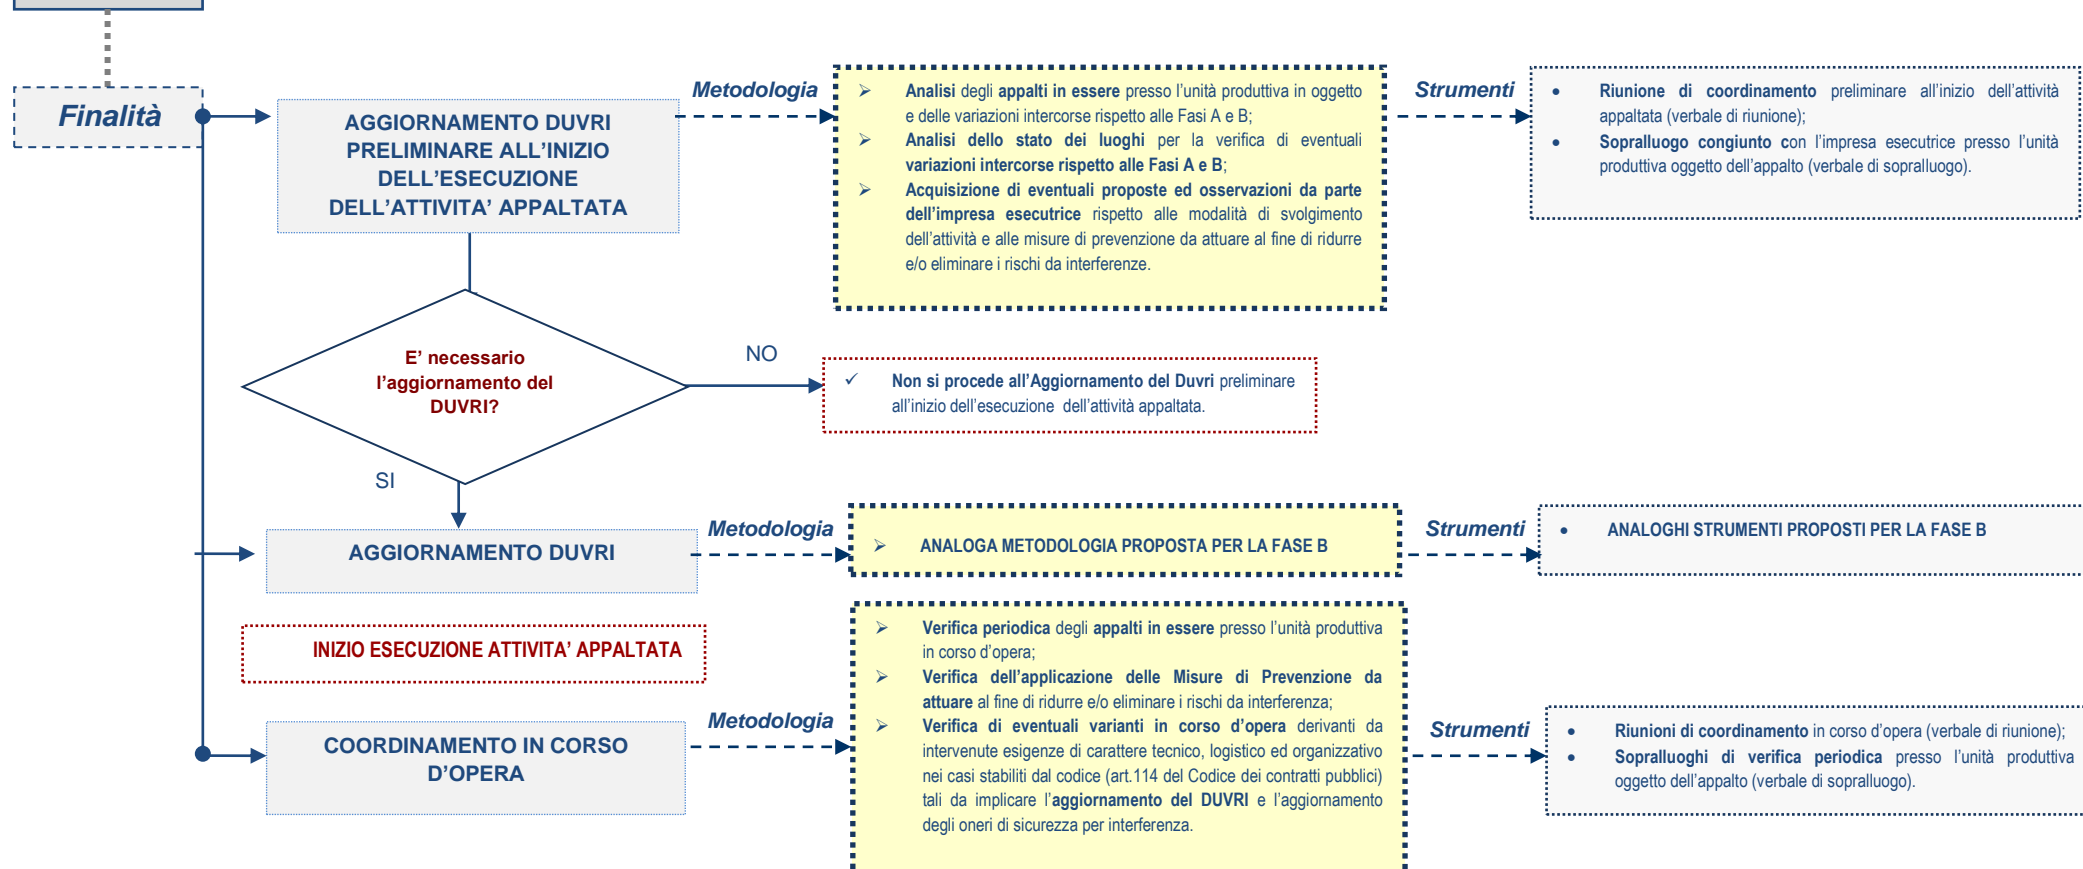 Finalità
AGGIORNAMENTO DUVRI
PRELIMINARE ALL’INIZIO
DELL’ESECUZIONE
DELL’ATTIVITA’ APPALTATA
Metodologia
➢ Analisi degli appalti in essere presso l’unità produttiva in oggetto
e delle variazioni intercorse rispetto alle Fasi A e B;
➢ Analisi dello stato dei luoghi per la verifica di eventuali
variazioni intercorse rispetto alle Fasi A e B;
➢ Acquisizione di eventuali proposte ed osservazioni da parte
dell’impresa esecutrice rispetto alle modalità di svolgimento
dell’attività e alle misure di prevenzione da attuare al fine di ridurre
e/o eliminare i rischi da interferenze.
Strumenti
• Riunione di coordinamento preliminare all’inizio dell’attività
appaltata (verbale di riunione);
• Sopralluogo congiunto con l’impresa esecutrice presso l’unità
produttiva oggetto dell’appalto (verbale di sopralluogo).
E’ necessario
l’aggiornamento del
DUVRI?
NO
✓ Non si procede all’Aggiornamento del Duvri preliminare
all’inizio dell’esecuzione dell’attività appaltata.
SI
AGGIORNAMENTO DUVRI
Metodologia
➢ ANALOGA METODOLOGIA PROPOSTA PER LA FASE B
Strumenti
• ANALOGHI STRUMENTI PROPOSTI PER LA FASE B
INIZIO ESECUZIONE ATTIVITA’ APPALTATA
COORDINAMENTO IN CORSO
D’OPERA
Metodologia
➢ Verifica periodica degli appalti in essere presso l’unità produttiva
in corso d’opera;
➢ Verifica dell’applicazione delle Misure di Prevenzione da
attuare al fine di ridurre e/o eliminare i rischi da interferenza;
➢ Verifica di eventuali varianti in corso d’opera derivanti da
intervenute esigenze di carattere tecnico, logistico ed organizzativo
nei casi stabiliti dal codice (art.114 del Codice dei contratti pubblici)
tali da implicare l’aggiornamento del DUVRI e l’aggiornamento
degli oneri di sicurezza per interferenza.
Strumenti
• Riunioni di coordinamento in corso d’opera (verbale di riunione);
• Sopralluoghi di verifica periodica presso l’unità produttiva
oggetto dell’appalto (verbale di sopralluogo).